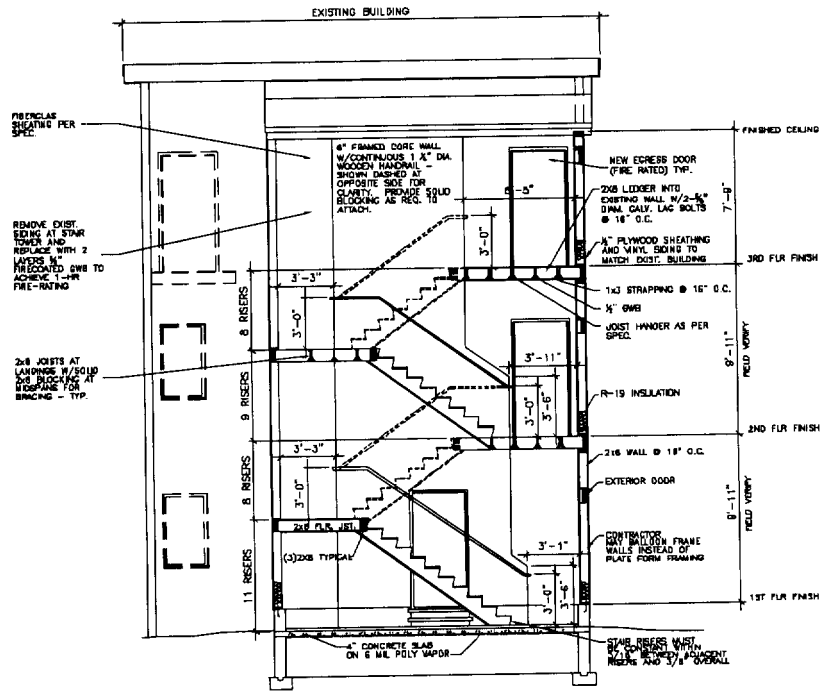 EXISTING BUILDING
FIBERGLAS
SHEATING PER
SPEC.
6" FRAMED CORE WALL
W/CONTINUOUS 1 ½" DIA.
WOODEN HANDRAIL -
SHOWN DASHED AT
OPPOSITE SIDE FOR
CLARITY. PROVIDE SOLID
BLOCKING AS REQ. TO
ATTACH.
FINISHED CEILING
NEW EGRESS DOOR
(FIRE RATED) TYP.
2X8 LEDGER INTO
EXISTING WALL W/2-
DIAM. GALV. LAG BOLTS
@ 16" O.C.
7'-9"
REMOVE EXIST.
SIDING AT STAIR
TOWER AND
REPLACE WITH 2
LAYERS
FIRECOATED GWB TO
ACHIEVE 1-HR
FIRE-RATING
3'-0"
½" PLYWOOD SHEATHING
AND VINYL SIDING TO
MATCH EXIST. BUILDING
3RD FLR FINISH
3'-3"
1x3 STRAPPING @ 16" O.C.
½" GWB
JOIST HANGER AS PER
SPEC.
8 RISERS
3'-0"
2x8 JOISTS AT
LANDINGS W/SOLID
2x8 BLOCKING AT
MIDSPANS FOR
BRACING - TYP.
3'-11"
9'-11"
FIELD VERIFY
9 RISERS
3'-0"
3'-6"
R-19 INSULATION
2ND FLR FINISH
3'-3"
2x6 WALL @ 16" O.C.
8 RISERS
3'-0"
EXTERIOR DOOR
9'-11"
FIELD VERIFY
2x8 FLR. JST.
(3)2X8 TYPICAL
3'-1"
CONTRACTOR
MAY BALLOON FRAME
WALLS INSTEAD OF
PLATE FORM FRAMING
11 RISERS
3'-0"
3'-6"
1ST FLR FINISH
4" CONCRETE SLAB
ON 6 MIL POLY VAPOR
STAIR RISERS MUST
BE CONSTANT WITHIN
3/16" BETWEEN ADJACENT
RISERS AND 3/8" OVERALL